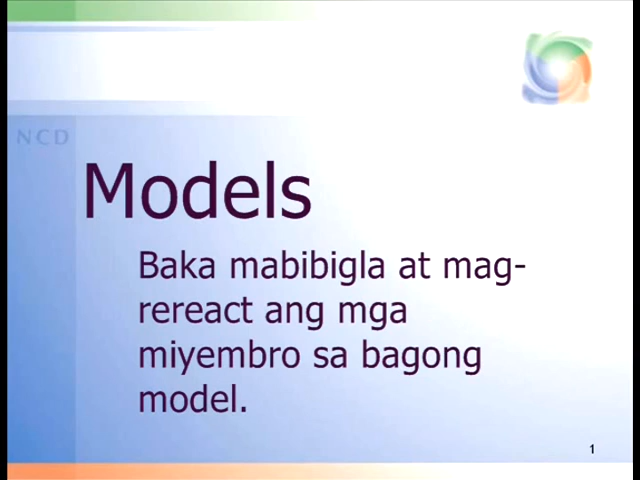 NCD
Models
Baka mabibigla at mag-
rereact ang mga
miyembro sa bagong
model.
1